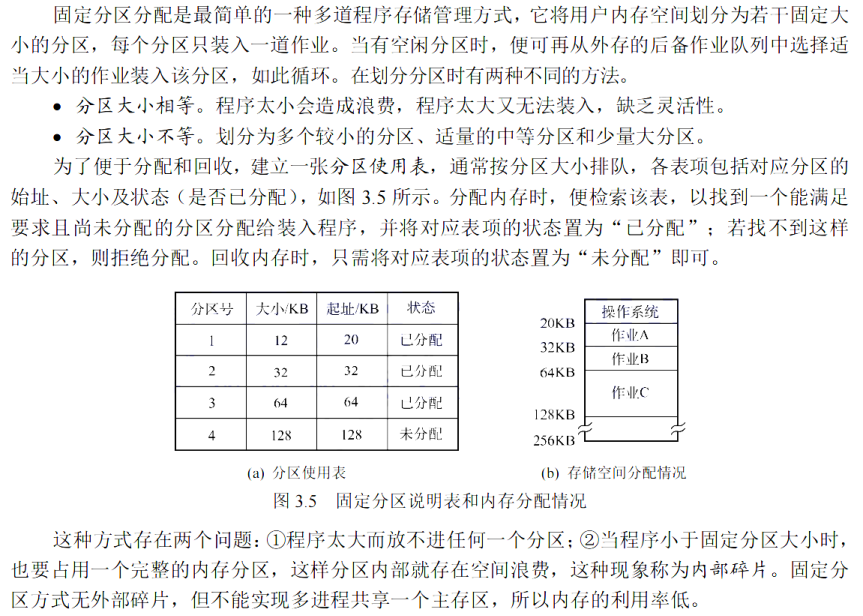 固定分区分配是最简单的一种多道程序存储管理方式，它将用户内存空间划分为若干固定大
小的分区，每个分区只装入一道作业。当有空闲分区时，便可再从外存的后备作业队列中选择适
当大小的作业装入该分区，如此循环。在划分分区时有两种不同的方法。
• 分区大小相等。程序太小会造成浪费，程序太大又无法装入，缺乏灵活性。
• 分区大小不等。划分为多个较小的分区、适量的中等分区和少量大分区。
为了便于分配和回收，建立一张分区使用表，通常按分区大小排队，各表项包括对应分区的
始址、大小及状态（是否已分配），如图 3.5 所示。分配内存时，便检索该表，以找到一个能满足
要求且尚未分配的分区分配给装入程序，并将对应表项的状态置为“已分配”；若找不到这样
的分区，则拒绝分配。回收内存时，只需将对应表项的状态置为“未分配”即可。
分区号 大小/KB 起址/KB 状态
1 12 20 已分配
2 32 32 已分配
3 64 64 已分配
4 128 128 未分配
(a) 分区使用表
操作系统
20KB
作业A
32KB
作业B
64KB
作业C
128KB
256KB
(b) 存储空间分配情况
图 3.5 固定分区说明表和内存分配情况
这种方式存在两个问题：①程序太大而放不进任何一个分区；②当程序小于固定分区大小时，
也要占用一个完整的内存分区，这样分区内部就存在空间浪费，这种现象称为内部碎片。固定分
区方式无外部碎片，但不能实现多进程共享一个主存区，所以内存的利用率低。